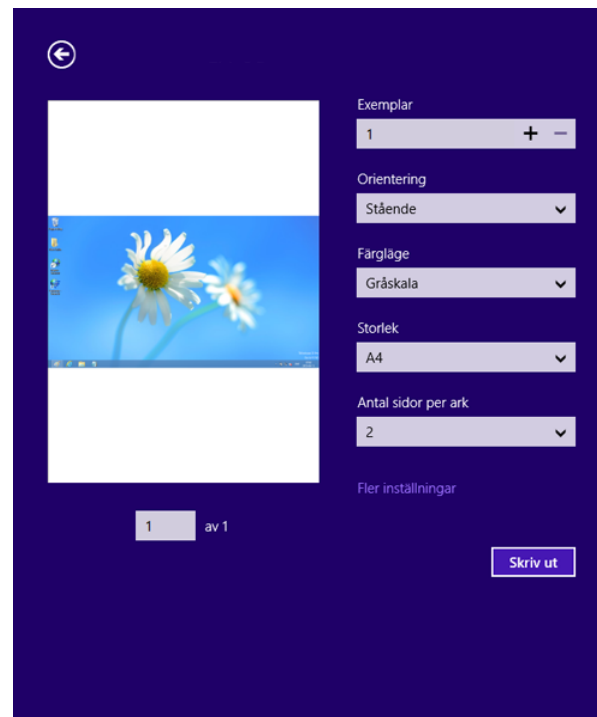 Exemplar
1
Orientering
Stående
Färgläge
Gråskala
Storlek
A4
Antal sidor per ark
2
Fler inställningar
1 av 1
Skriv ut